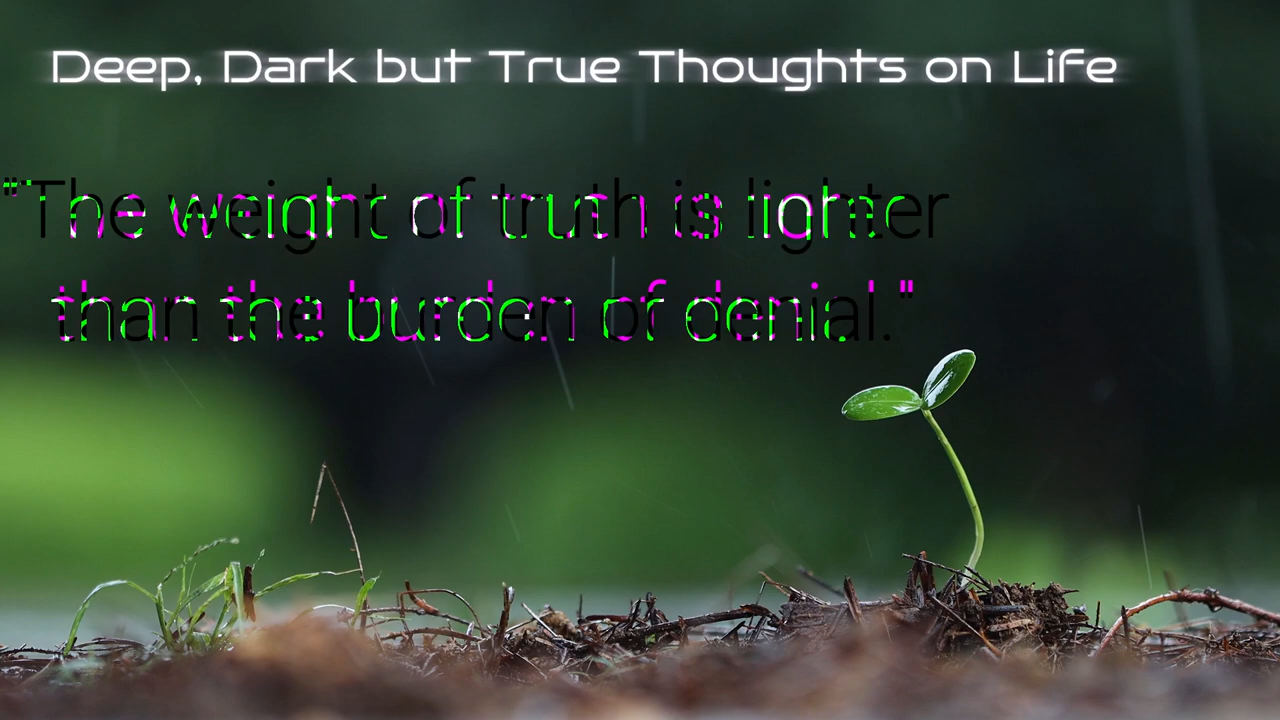 Deep, Dark but True Thoughts on Life
"The weight of truth is lighter
than the burden of denial."